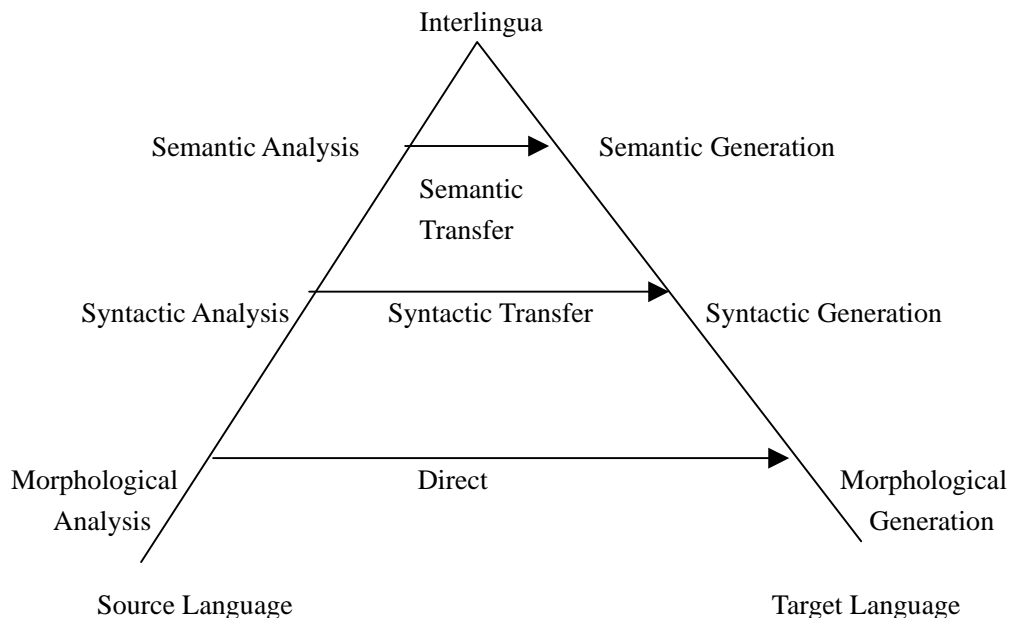 Interlingua
Semantic Analysis
Semantic Generation
Semantic
Transfer
Syntactic Analysis
Syntactic Transfer
Syntactic Generation
Morphological
Analysis
Direct
Morphological
Generation
Source Language
Target Language